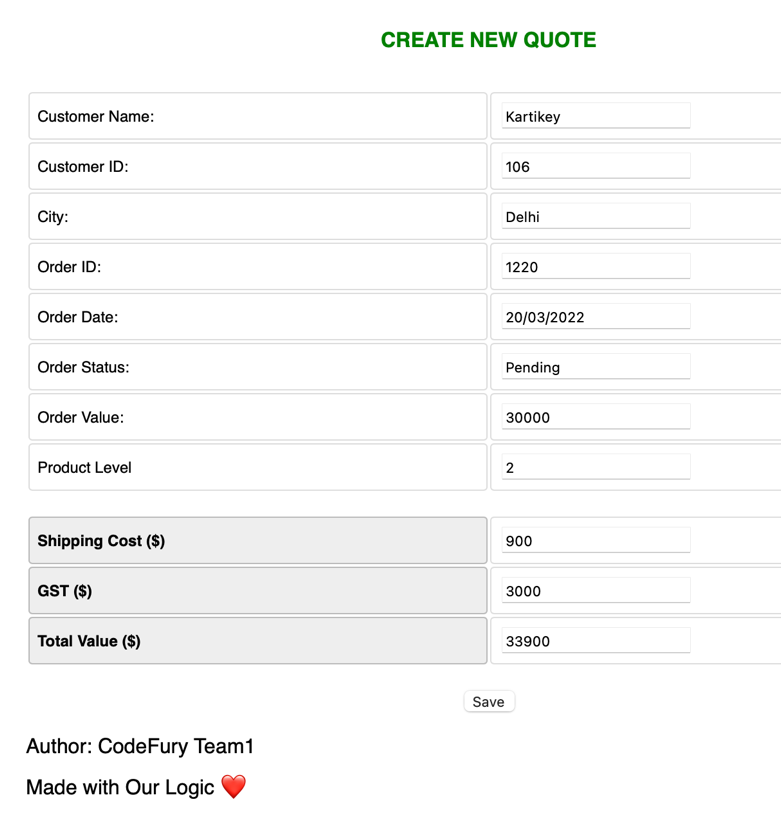 CREATE NEW QUOTE
Customer Name: Kartikey
Customer ID: 106
City: Delhi
Order ID: 1220
Order Date: 20/03/2022
Order Status: Pending
Order Value: 30000
Product Level 2
Shipping Cost ($) 900
GST ($) 3000
Total Value ($) 33900
Save
Author: CodeFury Team1
Made with Our Logic ❤️